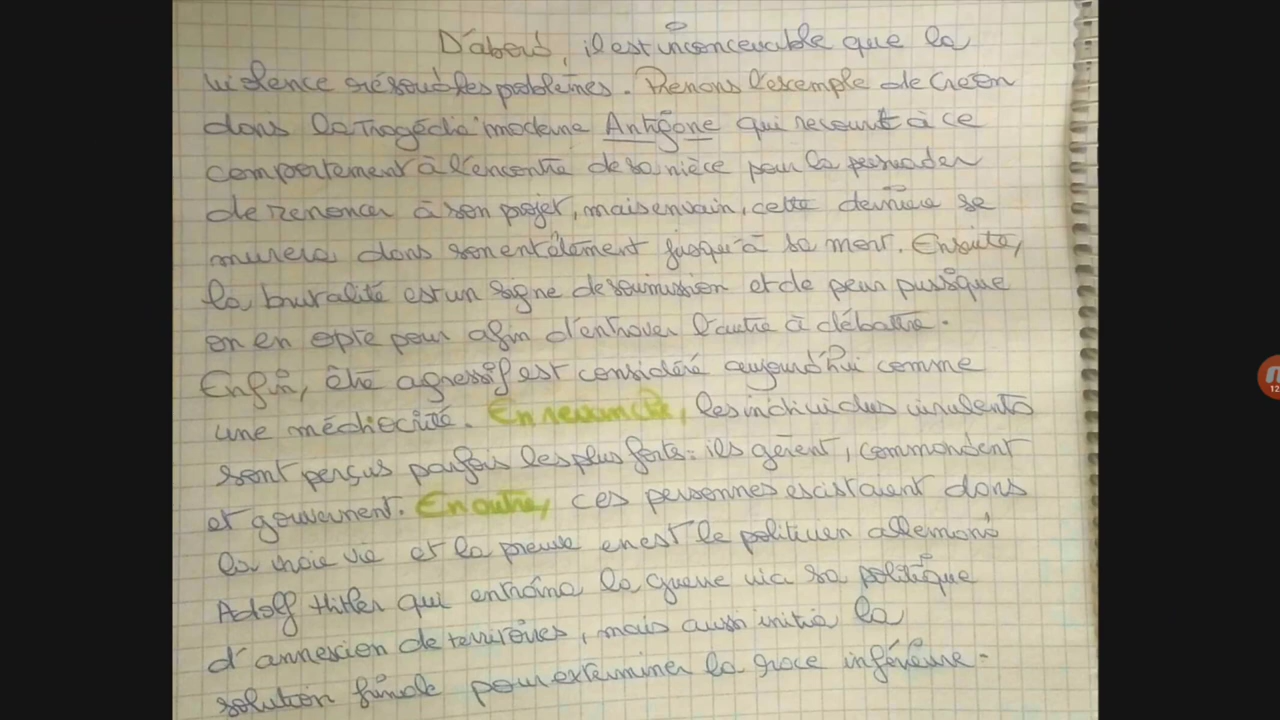 D'abord, il est inconcevable que la
violence résoud les problèmes. Prenons l'exemple de Créon
dans la tragédie moderne Antigone qui recourt à ce
comportement à l'encontre de sa nièce pour la persuader
de renoncer à son projet, mais en vain, cette dernière se
murera dans son entêtement jusqu'à sa mort. Ensuite,
la buralité est un signe de soumission et de peur puisque
on en opte pour afin d'entraver l'autre à débattre.
Enfin, être agressif est considéré aujourd'hui comme
une médiocrité. En revanche, les individus virulents
sont perçus parfois les plus forts: ils gèrent, commandent
et gouvernent. En outre, ces personnes existaient dans
la vraie vie et la preuve en est le politicien allemand
Adolf Hitler qui entraîna la guerre via sa politique
d'annexion de territoires, mais aussi initia la
solution finale pour exterminer la race inférieure.
12